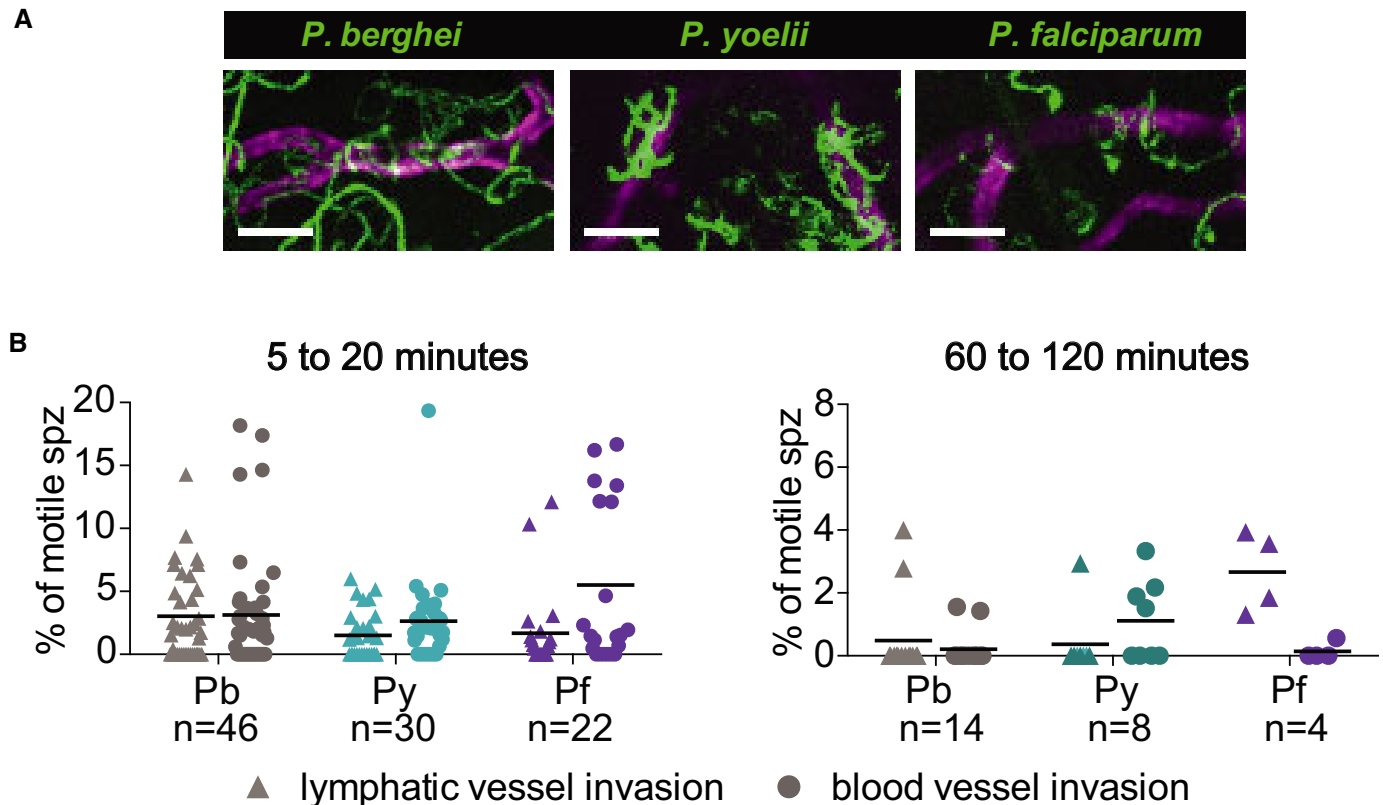 A
P. berghei P. yoelii P. falciparum
B
5 to 20 minutes
% of motile spz
20
15
10
5
0
Pb Py Pf
n=46 n=30 n=22
60 to 120 minutes
% of motile spz
8
6
4
2
0
Pb Py Pf
n=14 n=8 n=4
lymphatic vessel invasion blood vessel invasion